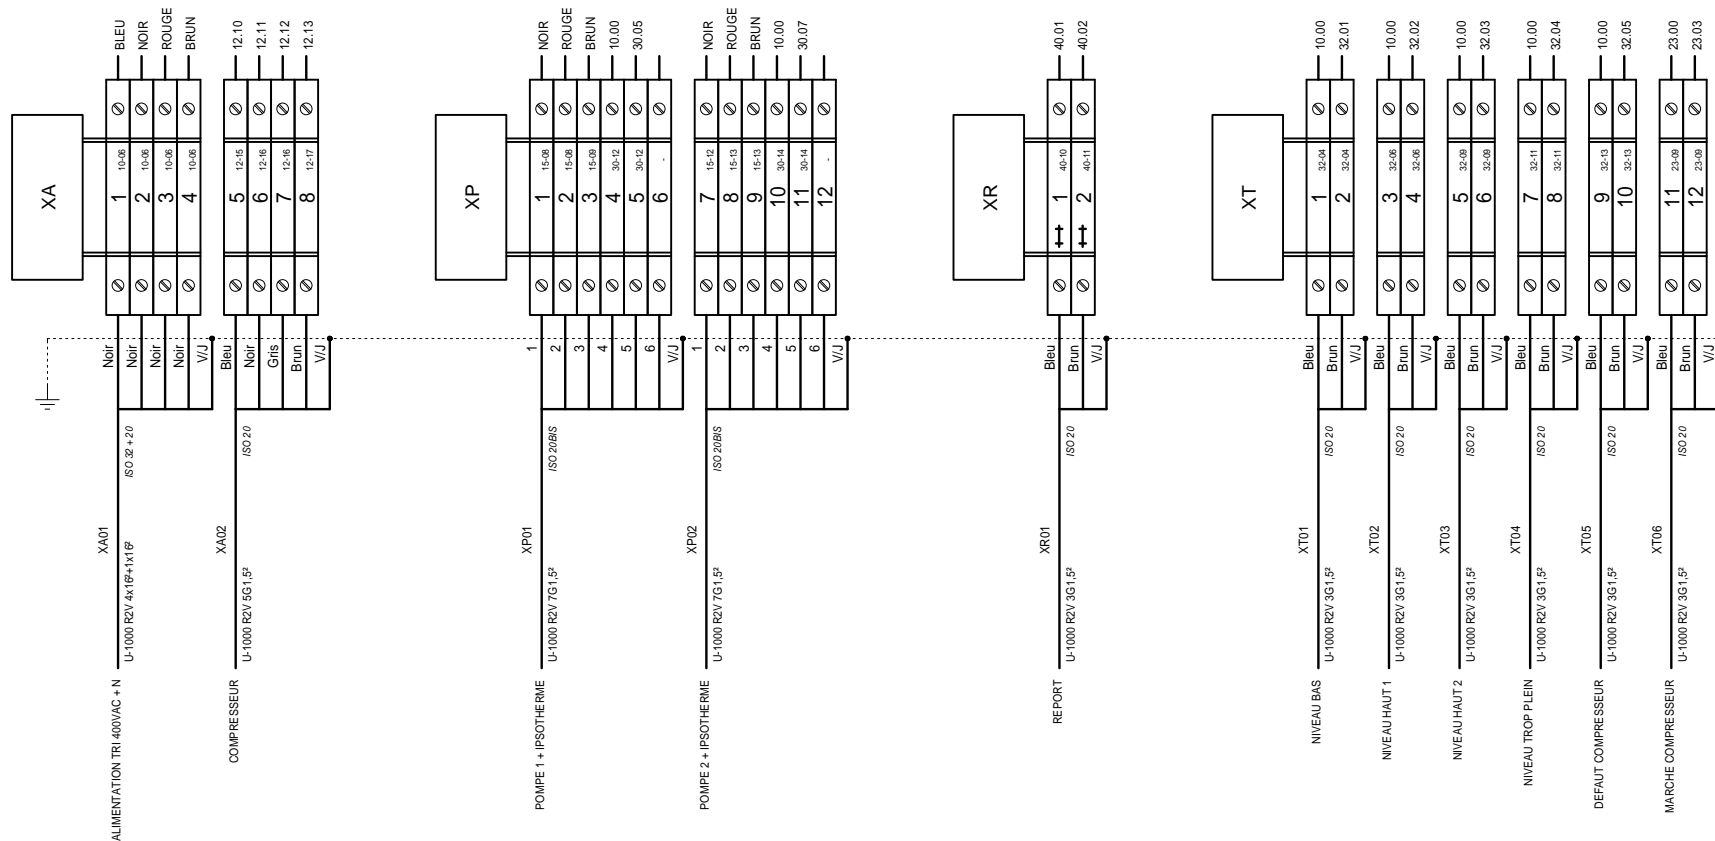 BLEU
NOIR
ROUGE
BRUN
12.10
12.11
12.12
12.13
NOIR
ROUGE
BRUN
10.00
30.05
NOIR
ROUGE
BRUN
10.00
30.07
40.01
40.02
10.00
32.01
10.00
32.02
10.00
32.03
10.00
32.04
10.00
32.05
23.00
23.03
XA
1 10-06
2 10-06
3 10-06
4 10-06
5 12-15
6 12-16
7 12-16
8 12-17
XP
1 15-08
2 15-08
3 15-09
4 30-12
5 30-12
6 -
7 15-12
8 15-13
9 15-13
10 30-14
11 30-14
12 -
XR
1 40-10
2 40-11
XT
1 32-04
2 32-04
3 32-06
4 32-06
5 32-09
6 32-09
7 32-11
8 32-11
9 32-13
10 32-13
11 23-09
12 23-09
Noir
Noir
Noir
Noir
V/J
Bleu
Noir
Gris
Brun
V/J
1
2
3
4
5
6
V/J
1
2
3
4
5
6
V/J
Bleu
Brun
V/J
Bleu
Brun
V/J
Bleu
Brun
V/J
Bleu
Brun
V/J
Bleu
Brun
V/J
Bleu
Brun
V/J
Bleu
Brun
V/J
ISO 32 + 20
ISO 20
ISO 20BIS
ISO 20BIS
ISO 20
ISO 20
ISO 20
ISO 20
ISO 20
ISO 20
ISO 20
XA01
U-1000 R2V 4x16²+1x16²
XA02
U-1000 R2V 5G1,5²
XP01
U-1000 R2V 7G1,5²
XP02
U-1000 R2V 7G1,5²
XR01
U-1000 R2V 3G1,5²
XT01
U-1000 R2V 3G1,5²
XT02
U-1000 R2V 3G1,5²
XT03
U-1000 R2V 3G1,5²
XT04
U-1000 R2V 3G1,5²
XT05
U-1000 R2V 3G1,5²
XT06
U-1000 R2V 3G1,5²
ALIMENTATION TRI 400VAC + N
COMPRESSEUR
POMPE 1 + IPSOTHERME
POMPE 2 + IPSOTHERME
REPORT
NIVEAU BAS
NIVEAU HAUT 1
NIVEAU HAUT 2
NIVEAU TROP PLEIN
DEFAUT COMPRESSEUR
MARCHE COMPRESSEUR